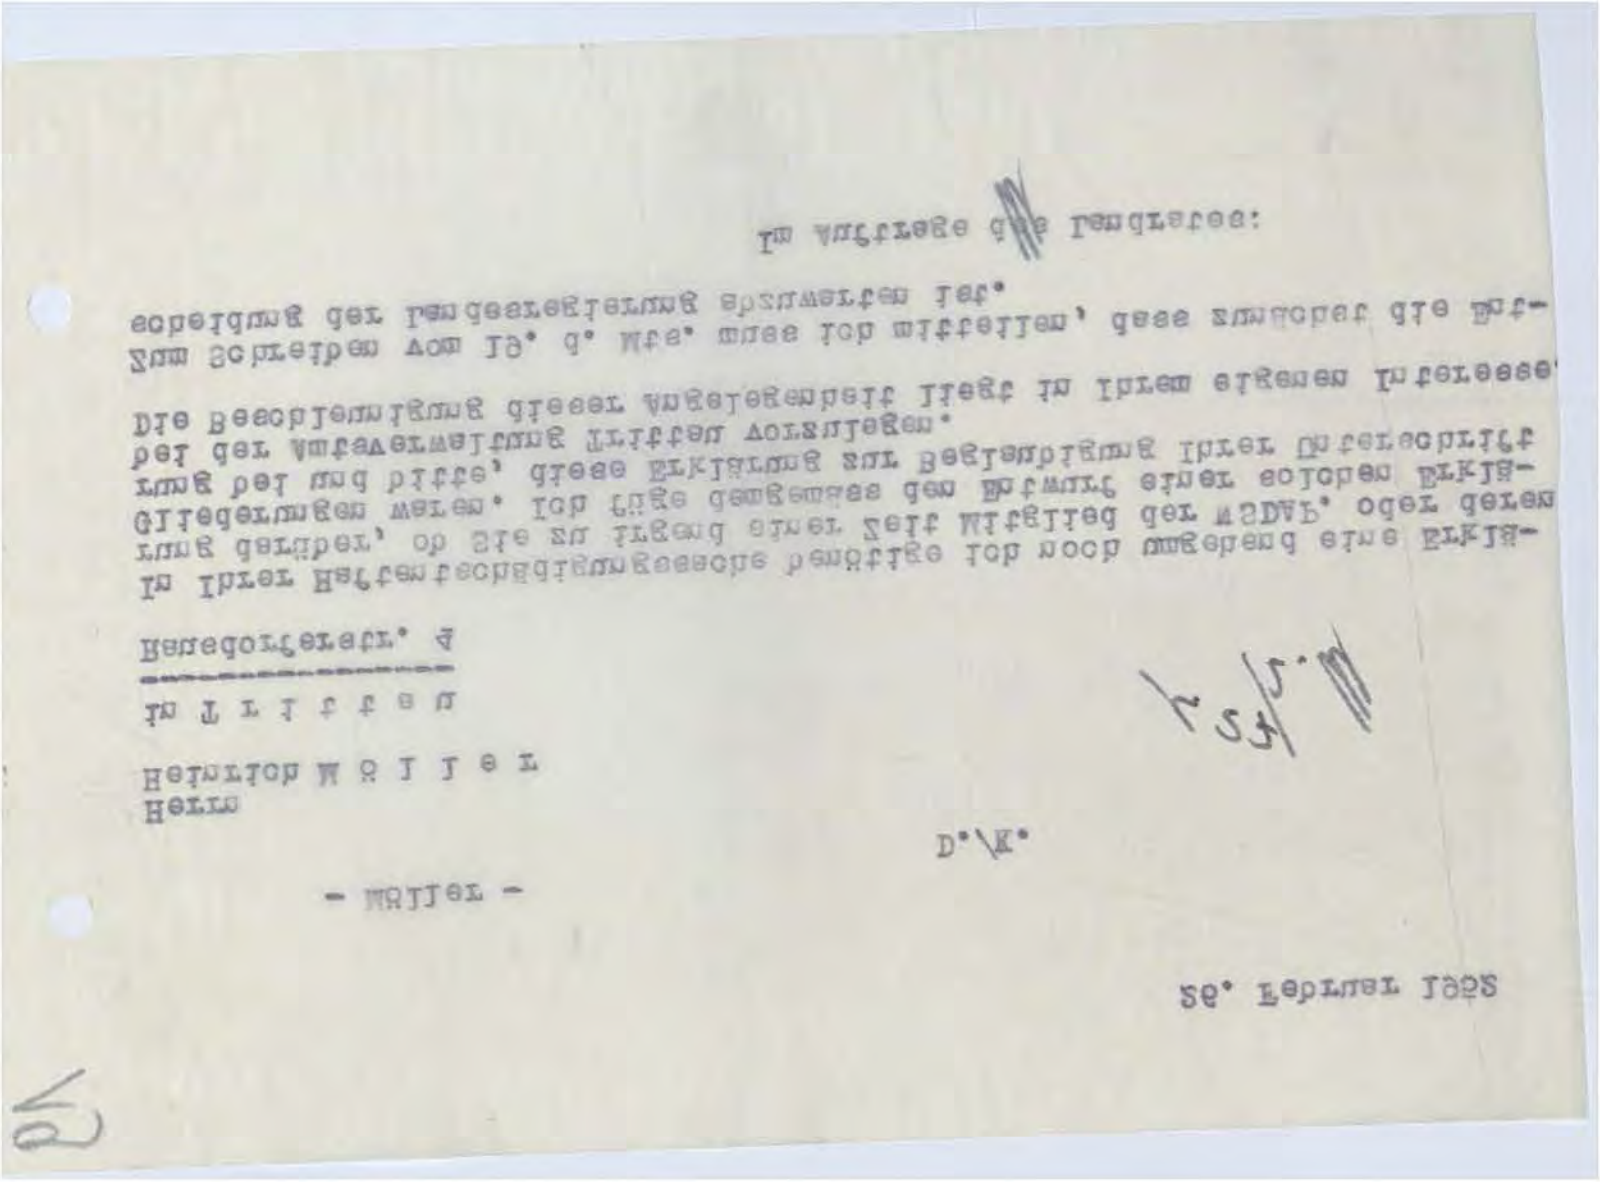 26. Februar 1952
- Möller -
D./K.
Herrn
Heinrich M ö l l e r
in T r i t t a u
Rausdorferstr. 4
In Ihrer Haftentschädigungssache benötige ich noch umgehend eine Erklä-
rung darüber, ob Sie zu irgend einer Zeit Mitglied der NSDAP. oder deren
Gliederungen waren. Ich füge demgemäss den Entwurf einer solchen Erklä-
rung bei und bitte, diese Erklärung zur Beglaubigung Ihrer Unterschrift
bei der Amtsverwaltung Trittau vorzulegen.
Die Beschleunigung dieser Angelegenheit liegt in Ihrem eigenen Interesse.
Zum Schreiben vom 19. d. Mts. muss ich mitteilen, dass zunächst die Ent-
scheidung der Landesregierung abzuwarten ist.
Im Auftrage des Landrates: